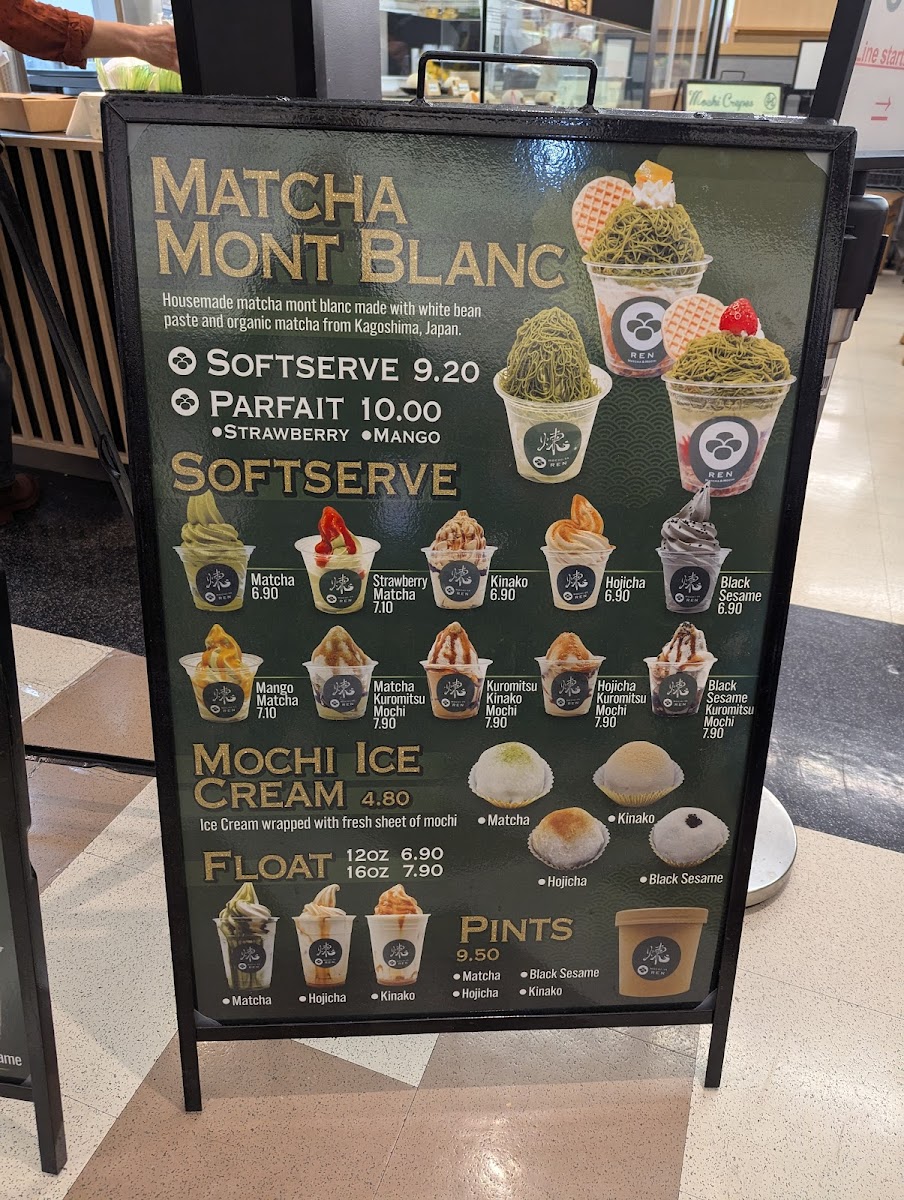 Mochi Crepes
Line start
MATCHA
MONT BLANC
Housemade matcha mont blanc made with white bean
paste and organic matcha from Kagoshima, Japan.
SOFTSERVE 9.20
PARFAIT 10.00
•STRAWBERRY •MANGO
REN
REN
REN
SOFTSERVE
Matcha
6.90
Strawberry
Matcha
7.10
Kinako
6.90
Hojicha
6.90
Black
Sesame
6.90
Mango
Matcha
7.10
Matcha
Kuromitsu
Mochi
7.90
Kuromitsu
Kinako
Mochi
7.90
Hojicha
Kuromitsu
Mochi
7.90
Black
Sesame
Kuromitsu
Mochi
7.90
MOCHI ICE
CREAM 4.80
Ice Cream wrapped with fresh sheet of mochi
•Matcha
•Kinako
•Hojicha
•Black Sesame
FLOAT 12OZ 6.90
16OZ 7.90
•Matcha •Hojicha •Kinako
PINTS
9.50
•Matcha •Black Sesame
•Hojicha •Kinako
ame